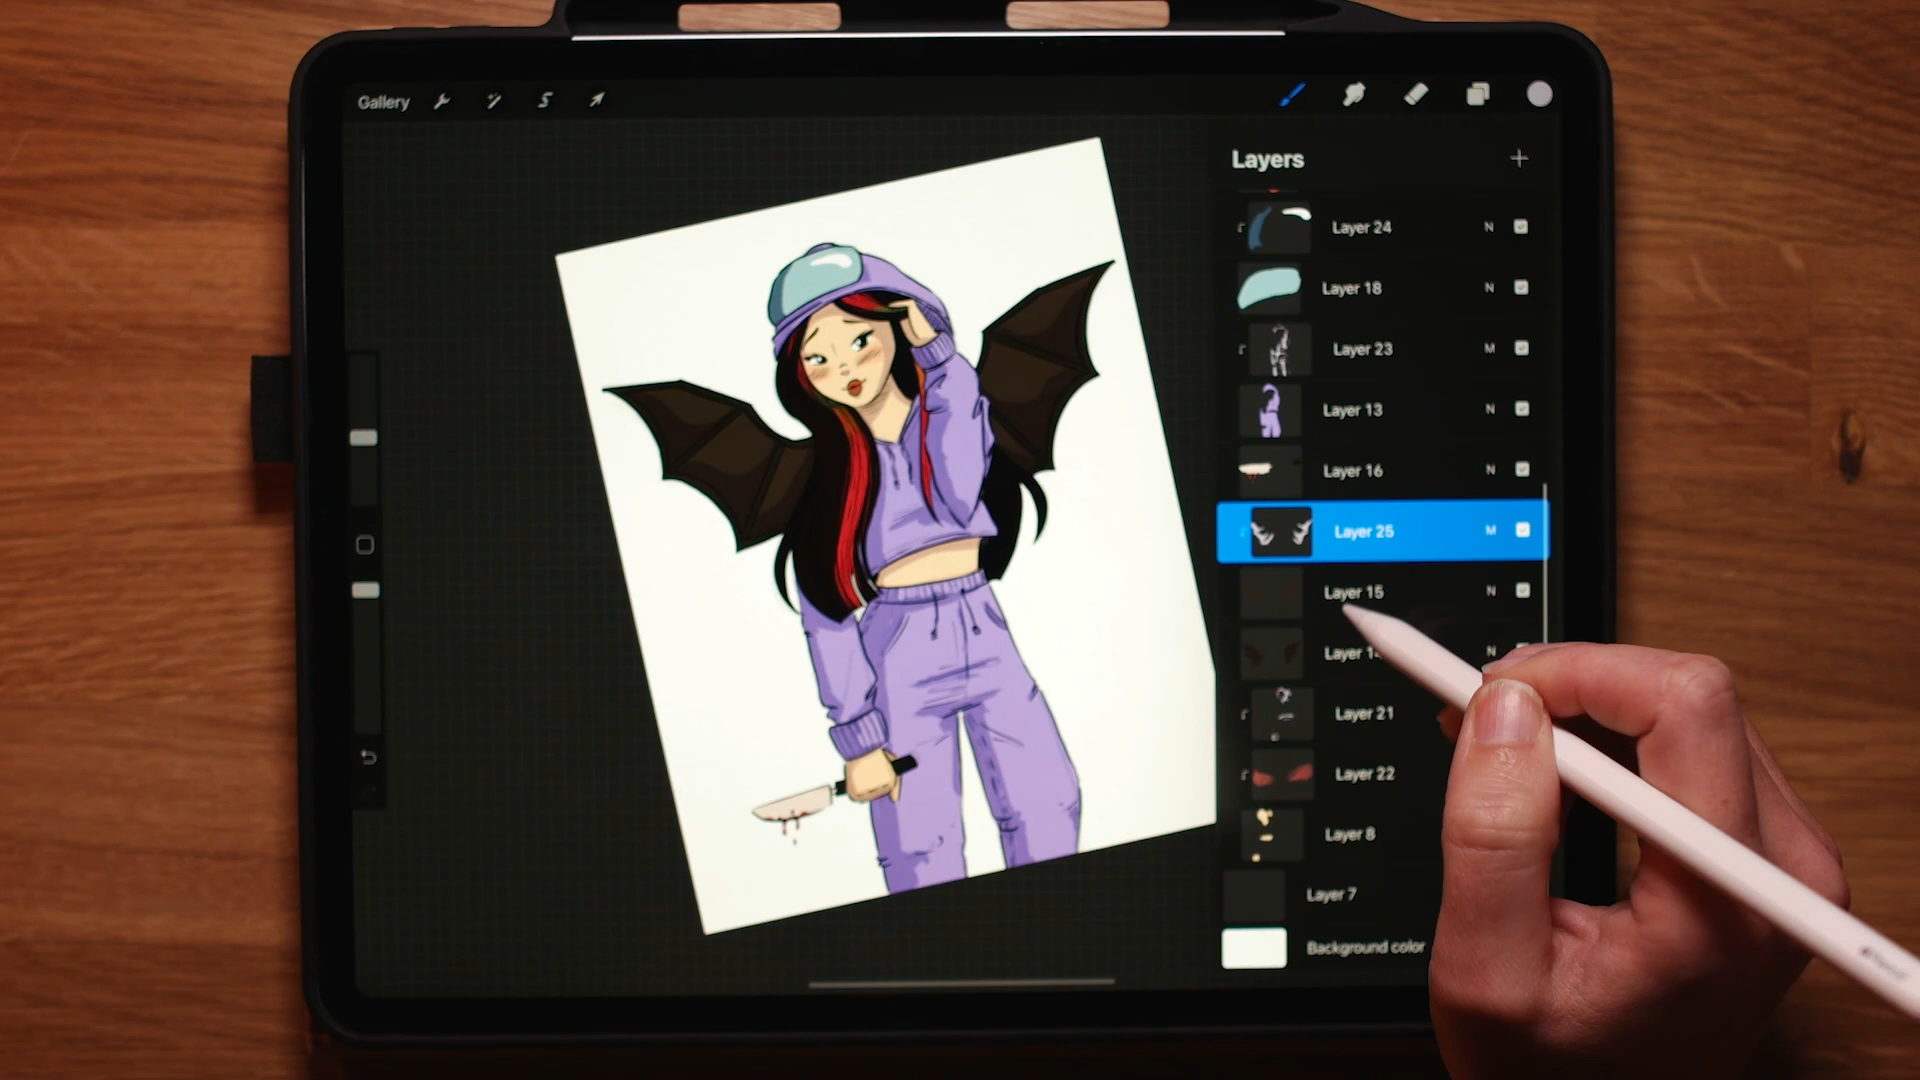 Gallery
Layers
Layer 24 N
Layer 18 N
Layer 23 M
Layer 13 N
Layer 16 N
Layer 25 M
Layer 15 N
Layer N
Layer 21
Layer 22
Layer 8
Layer 7
Background color